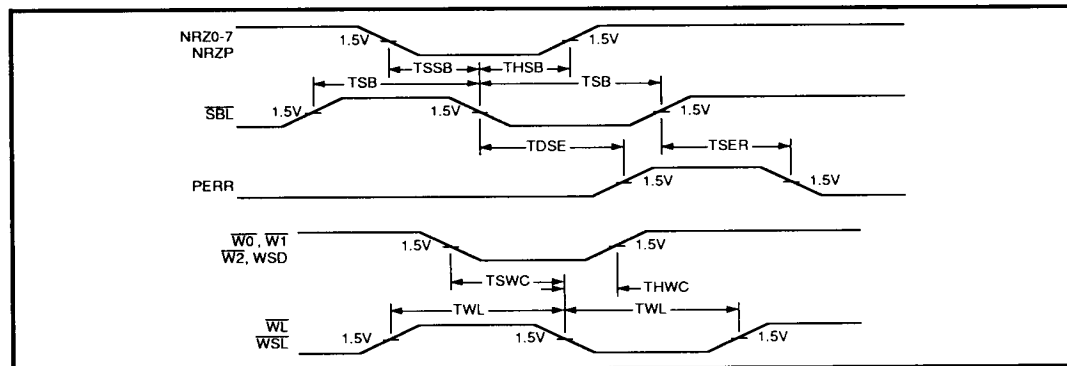 NRZ0-7
NRZP
1.5V
1.5V
TSSB
THSB
TSB
TSB
SBL
1.5V
1.5V
1.5V
TDSE
TSER
PERR
1.5V
1.5V
W0, W1
W2, WSD
1.5V
1.5V
TSWC
THWC
TWL
TWL
WL
WSL
1.5V
1.5V
1.5V